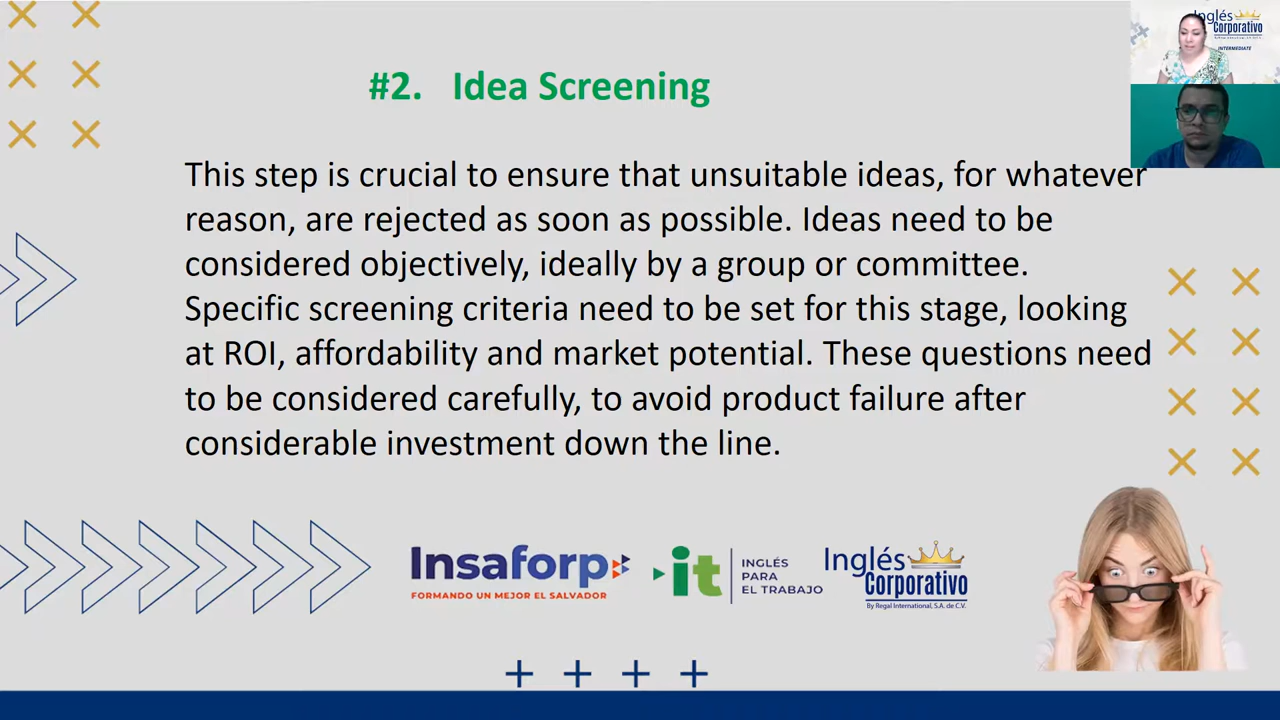 Inglés
Corporativo
INTERMEDIATE
#2. Idea Screening
This step is crucial to ensure that unsuitable ideas, for whatever
reason, are rejected as soon as possible. Ideas need to be
considered objectively, ideally by a group or committee.
Specific screening criteria need to be set for this stage, looking
at ROI, affordability and market potential. These questions need
to be considered carefully, to avoid product failure after
considerable investment down the line.
Insaforp
FORMANDO UN MEJOR EL SALVADOR
it
INGLÉS
PARA
EL TRABAJO
Inglés
Corporativo
By Regal International, S.A. de C.V.